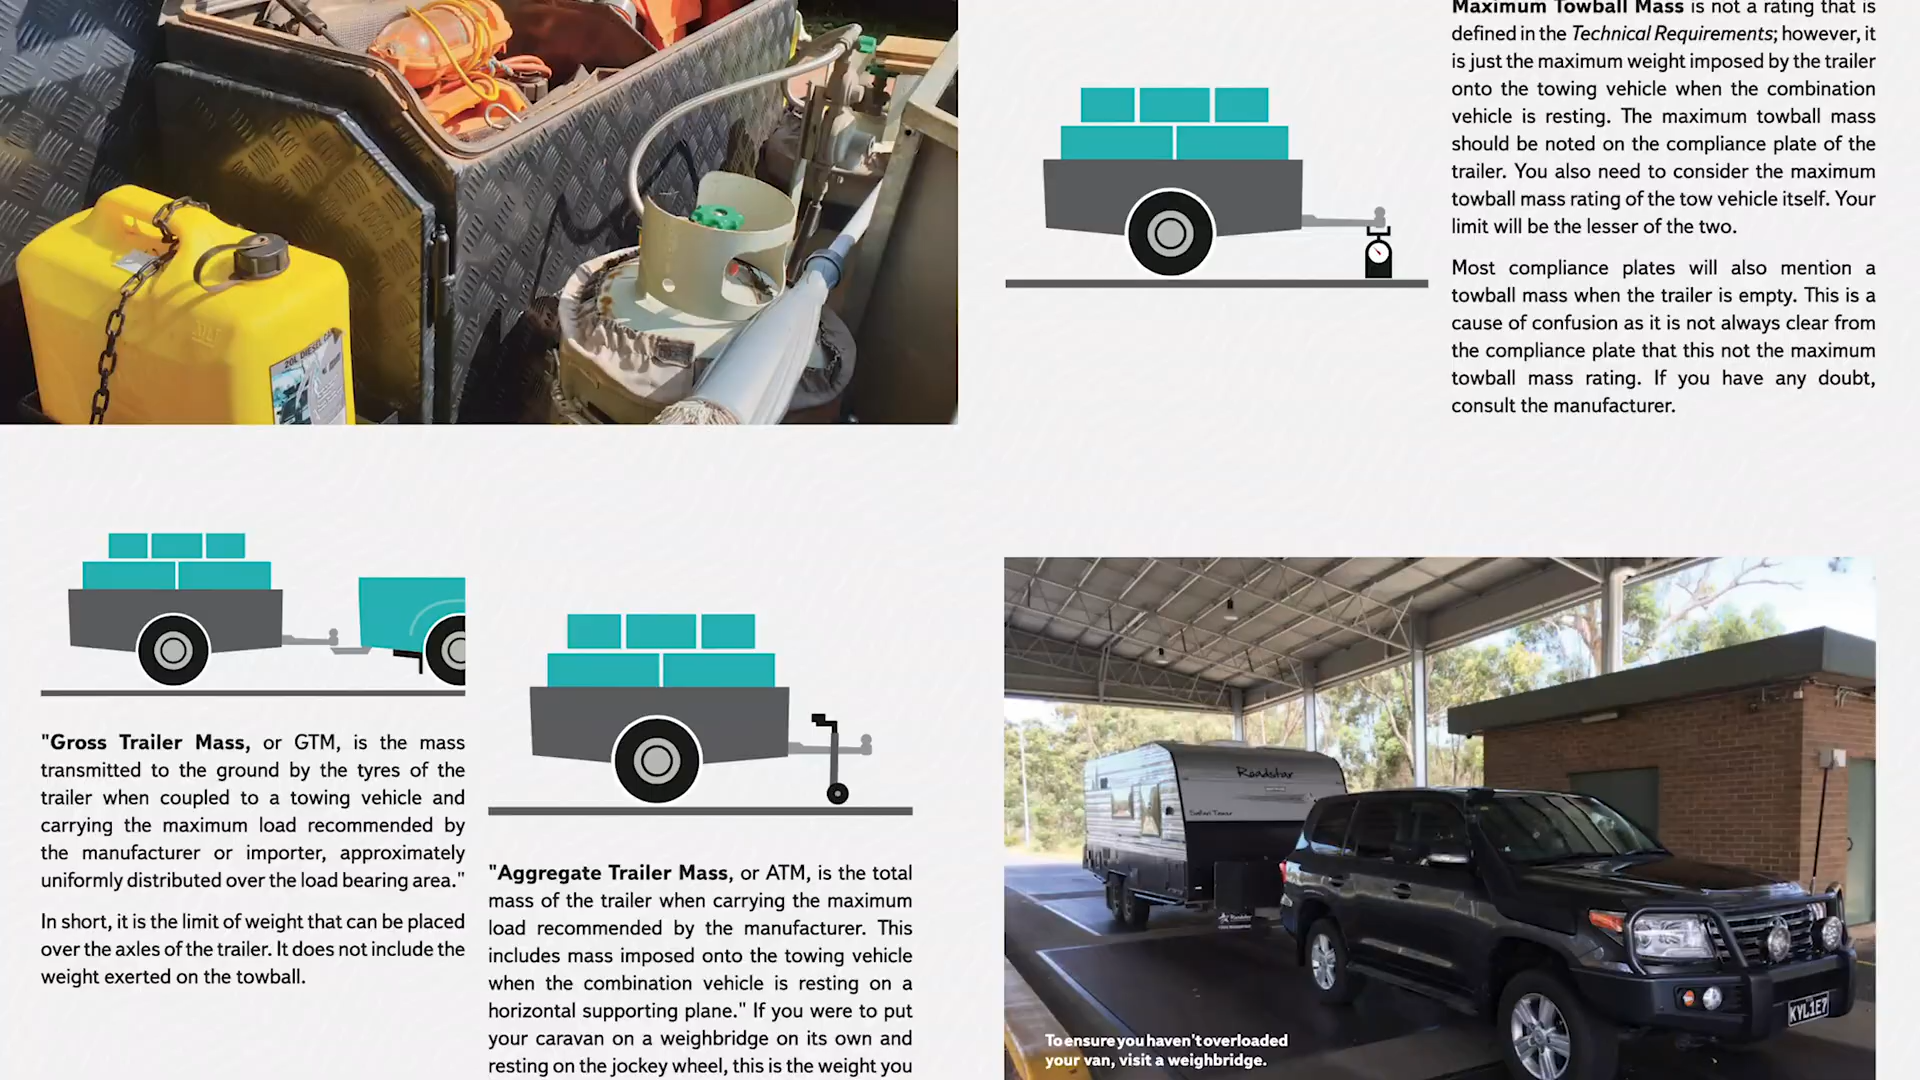 Maximum Towball Mass is not a rating that is
defined in the Technical Requirements; however, it
is just the maximum weight imposed by the trailer
onto the towing vehicle when the combination
vehicle is resting. The maximum towball mass
should be noted on the compliance plate of the
trailer. You also need to consider the maximum
towball mass rating of the tow vehicle itself. Your
limit will be the lesser of the two.
Most compliance plates will also mention a
towball mass when the trailer is empty. This is a
cause of confusion as it is not always clear from
the compliance plate that this not the maximum
towball mass rating. If you have any doubt,
consult the manufacturer.
20L DIESEL CAN
"Gross Trailer Mass, or GTM, is the mass
transmitted to the ground by the tyres of the
trailer when coupled to a towing vehicle and
carrying the maximum load recommended by
the manufacturer or importer, approximately
uniformly distributed over the load bearing area."
In short, it is the limit of weight that can be placed
over the axles of the trailer. It does not include the
weight exerted on the towball.
"Aggregate Trailer Mass, or ATM, is the total
mass of the trailer when carrying the maximum
load recommended by the manufacturer. This
includes mass imposed onto the towing vehicle
when the combination vehicle is resting on a
horizontal supporting plane." If you were to put
your caravan on a weighbridge on its own and
resting on the jockey wheel, this is the weight you
Roadstar
Roadstar
KYL1E7
To ensure you haven't overloaded
your van, visit a weighbridge.